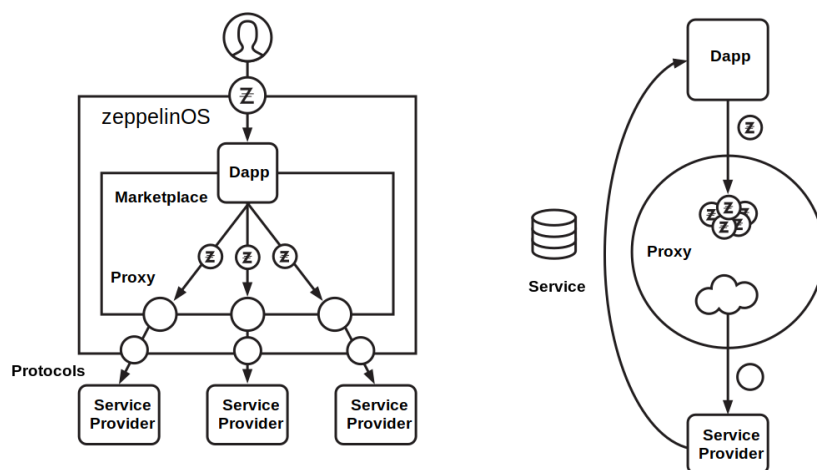 zeppelinOS
Dapp
Marketplace
Proxy
Protocols
Service
Provider
Service
Provider
Service
Provider
Dapp
Proxy
Service
Service
Provider